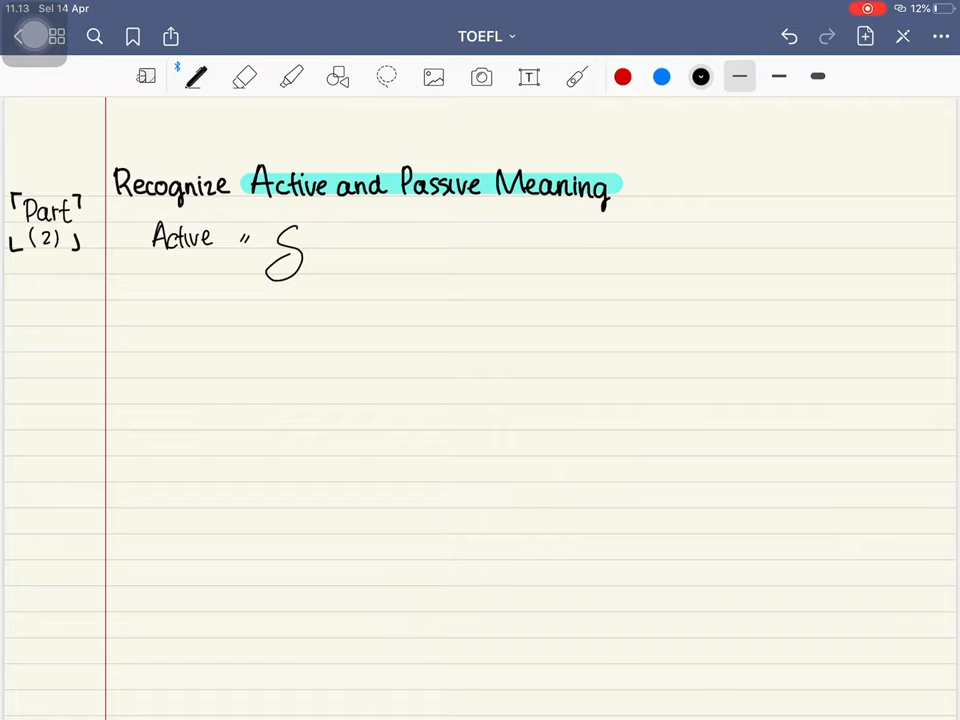 11.13 Sel 14 Apr
12%
TOEFL
T
Recognize Active and Passive Meaning
「Part」
L (2) 」
Active " S